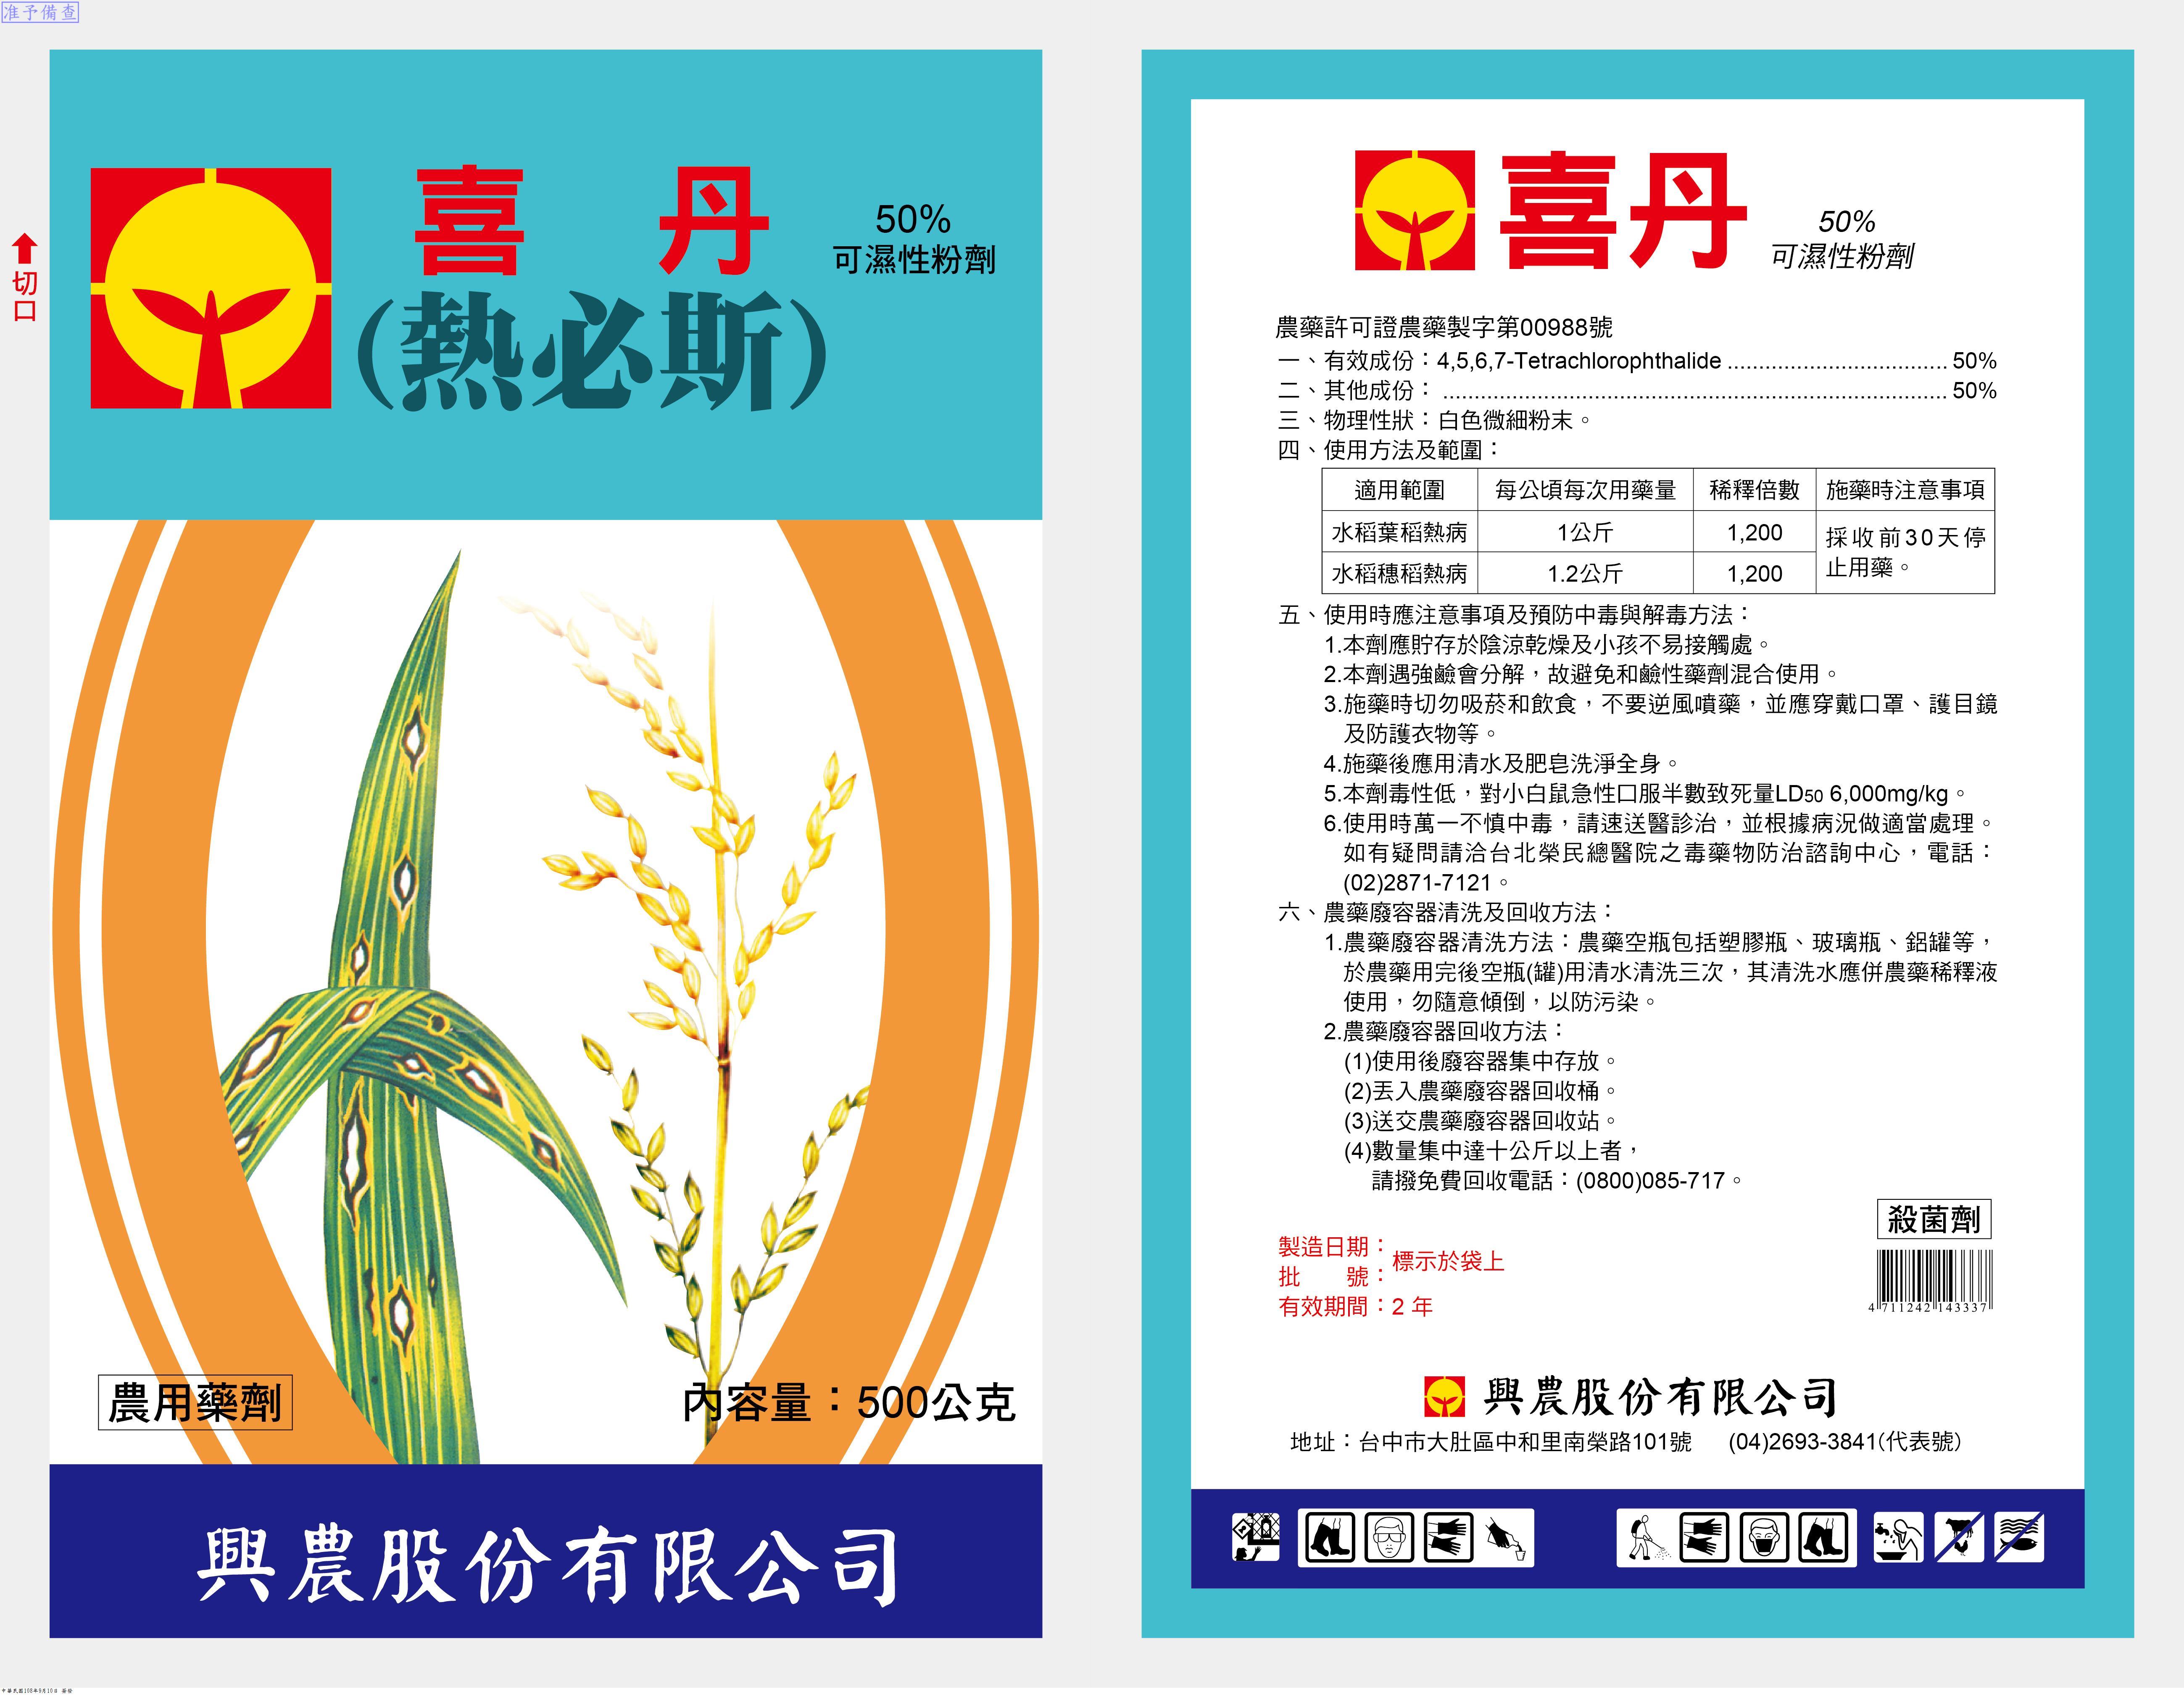 准予備查
切口
喜丹
50%
可濕性粉劑
(熱必斯)
農用藥劑
內容量：500公克
興農股份有限公司
喜丹
50%
可濕性粉劑
農藥許可證農藥製字第00988號
一、有效成份：4,5,6,7-Tetrachlorophthalide ................................... 50%
二、其他成份： ................................................................................ 50%
三、物理性狀：白色微細粉末。
四、使用方法及範圍：
適用範圍 每公頃每次用藥量 稀釋倍數 施藥時注意事項
水稻葉稻熱病 1公斤 1,200 採收前30天停
水稻穗稻熱病 1.2公斤 1,200 止用藥。
五、使用時應注意事項及預防中毒與解毒方法：
1.本劑應貯存於陰涼乾燥及小孩不易接觸處。
2.本劑遇強鹼會分解，故避免和鹼性藥劑混合使用。
3.施藥時切勿吸菸和飲食，不要逆風噴藥，並應穿戴口罩、護目鏡
及防護衣物等。
4.施藥後應用清水及肥皂洗淨全身。
5.本劑毒性低，對小白鼠急性口服半數致死量LD50 6,000mg/kg。
6.使用時萬一不慎中毒，請速送醫診治，並根據病況做適當處理。
如有疑問請洽台北榮民總醫院之毒藥物防治諮詢中心，電話：
(02)2871-7121。
六、農藥廢容器清洗及回收方法：
1.農藥廢容器清洗方法：農藥空瓶包括塑膠瓶、玻璃瓶、鋁罐等，
於農藥用完後空瓶(罐)用清水清洗三次，其清洗水應併農藥稀釋液
使用，勿隨意傾倒，以防污染。
2.農藥廢容器回收方法：
(1)使用後廢容器集中存放。
(2)丟入農藥廢容器回收桶。
(3)送交農藥廢容器回收站。
(4)數量集中達十公斤以上者，
請撥免費回收電話：(0800)085-717。
殺菌劑
製造日期：
批　　號：
標示於袋上
有效期間：2 年
4 711242 143337
興農股份有限公司
地址：台中市大肚區中和里南榮路101號 (04)2693-3841(代表號)